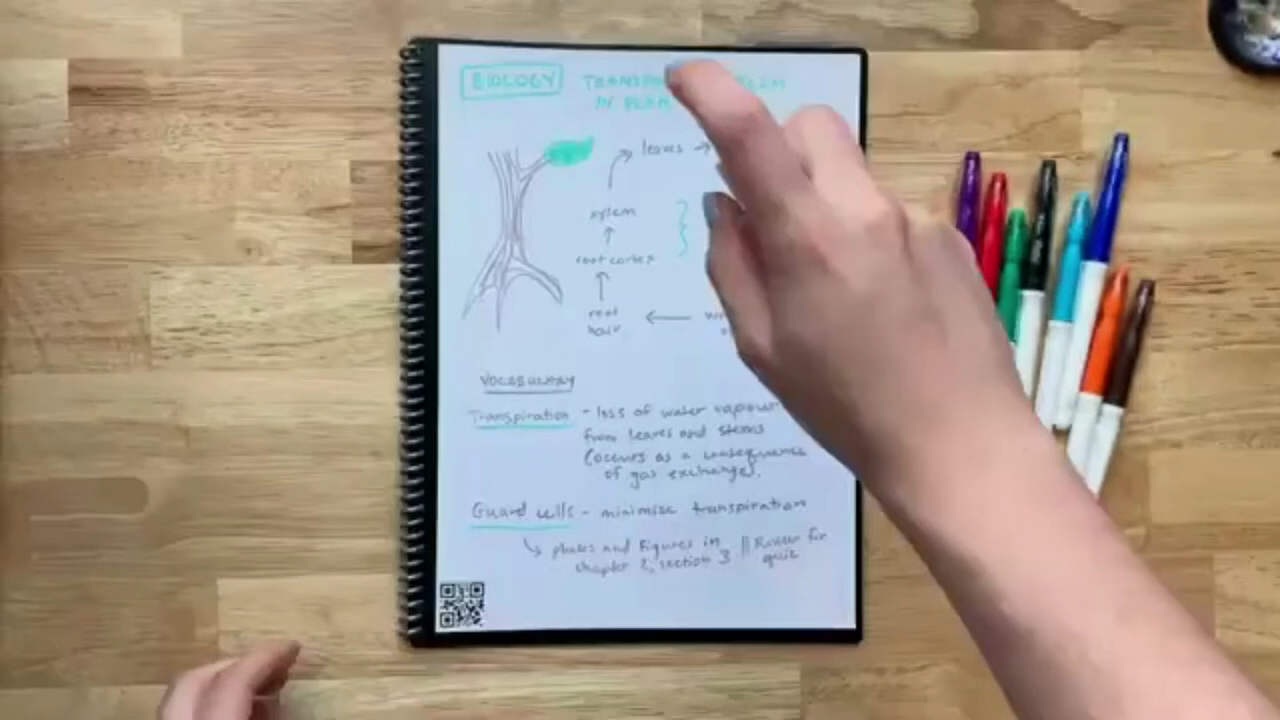 BIOLOGY
IN
leaves →
xylem
root cortex
root
hair
VOCABULARY
Transpiration - loss of water vapour
from leaves and stems
(occurs as a consequence
of gas exchange).
Guard cells - minimise transpiration
↳ photos and figures in
chapter 2, section 3 || Review for
quiz